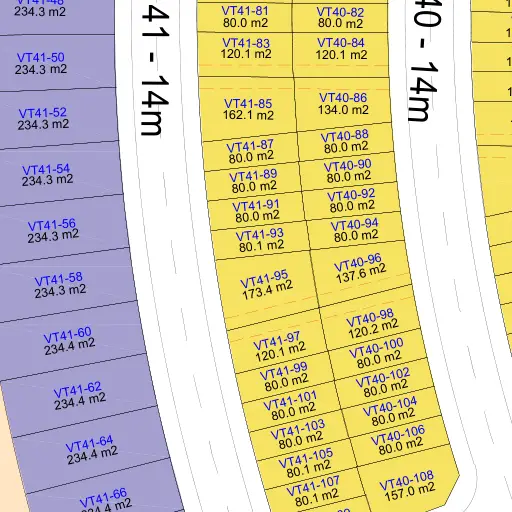 VT41-48
234.3 m2
VT41-50
234.3 m2
VT41-52
234.3 m2
VT41-54
234.3 m2
VT41-56
234.3 m2
VT41-58
234.3 m2
VT41-60
234.4 m2
VT41-62
234.4 m2
VT41-64
234.4 m2
VT41-66
234.4 m2
41 - 14m
VT41-81
80.0 m2
VT41-83
120.1 m2
VT41-85
162.1 m2
VT41-87
80.0 m2
VT41-89
80.0 m2
VT41-91
80.0 m2
VT41-93
80.1 m2
VT41-95
173.4 m2
VT41-97
120.1 m2
VT41-99
80.0 m2
VT41-101
80.0 m2
VT41-103
80.0 m2
VT41-105
80.1 m2
VT41-107
80.1 m2
VT40-82
80.0 m2
VT40-84
120.1 m2
VT40-86
134.0 m2
VT40-88
80.0 m2
VT40-90
80.0 m2
VT40-92
80.0 m2
VT40-94
80.0 m2
VT40-96
137.6 m2
VT40-98
120.2 m2
VT40-100
80.0 m2
VT40-102
80.0 m2
VT40-104
80.0 m2
VT40-106
80.0 m2
VT40-108
157.0 m2
40 - 14m